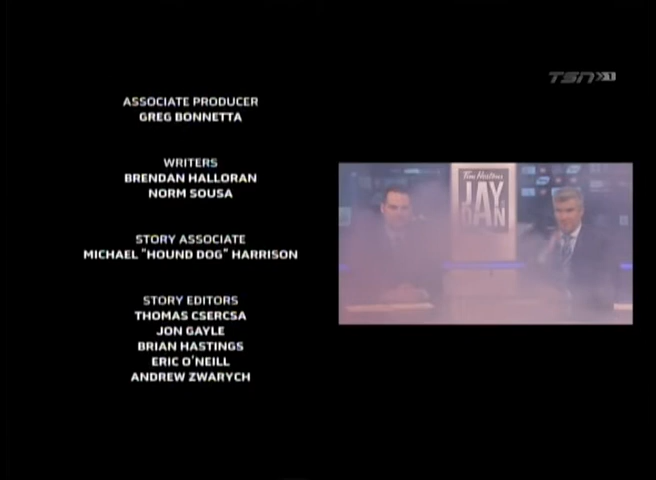 TSN 1
ASSOCIATE PRODUCER
GREG BONNETTA
WRITERS
BRENDAN HALLORAN
NORM SOUSA
STORY ASSOCIATE
MICHAEL "HOUND DOG" HARRISON
STORY EDITORS
THOMAS CSERCSA
JON GAYLE
BRIAN HASTINGS
ERIC O'NEILL
ANDREW ZWARYCH
Tim Hortons
JAY
DAN